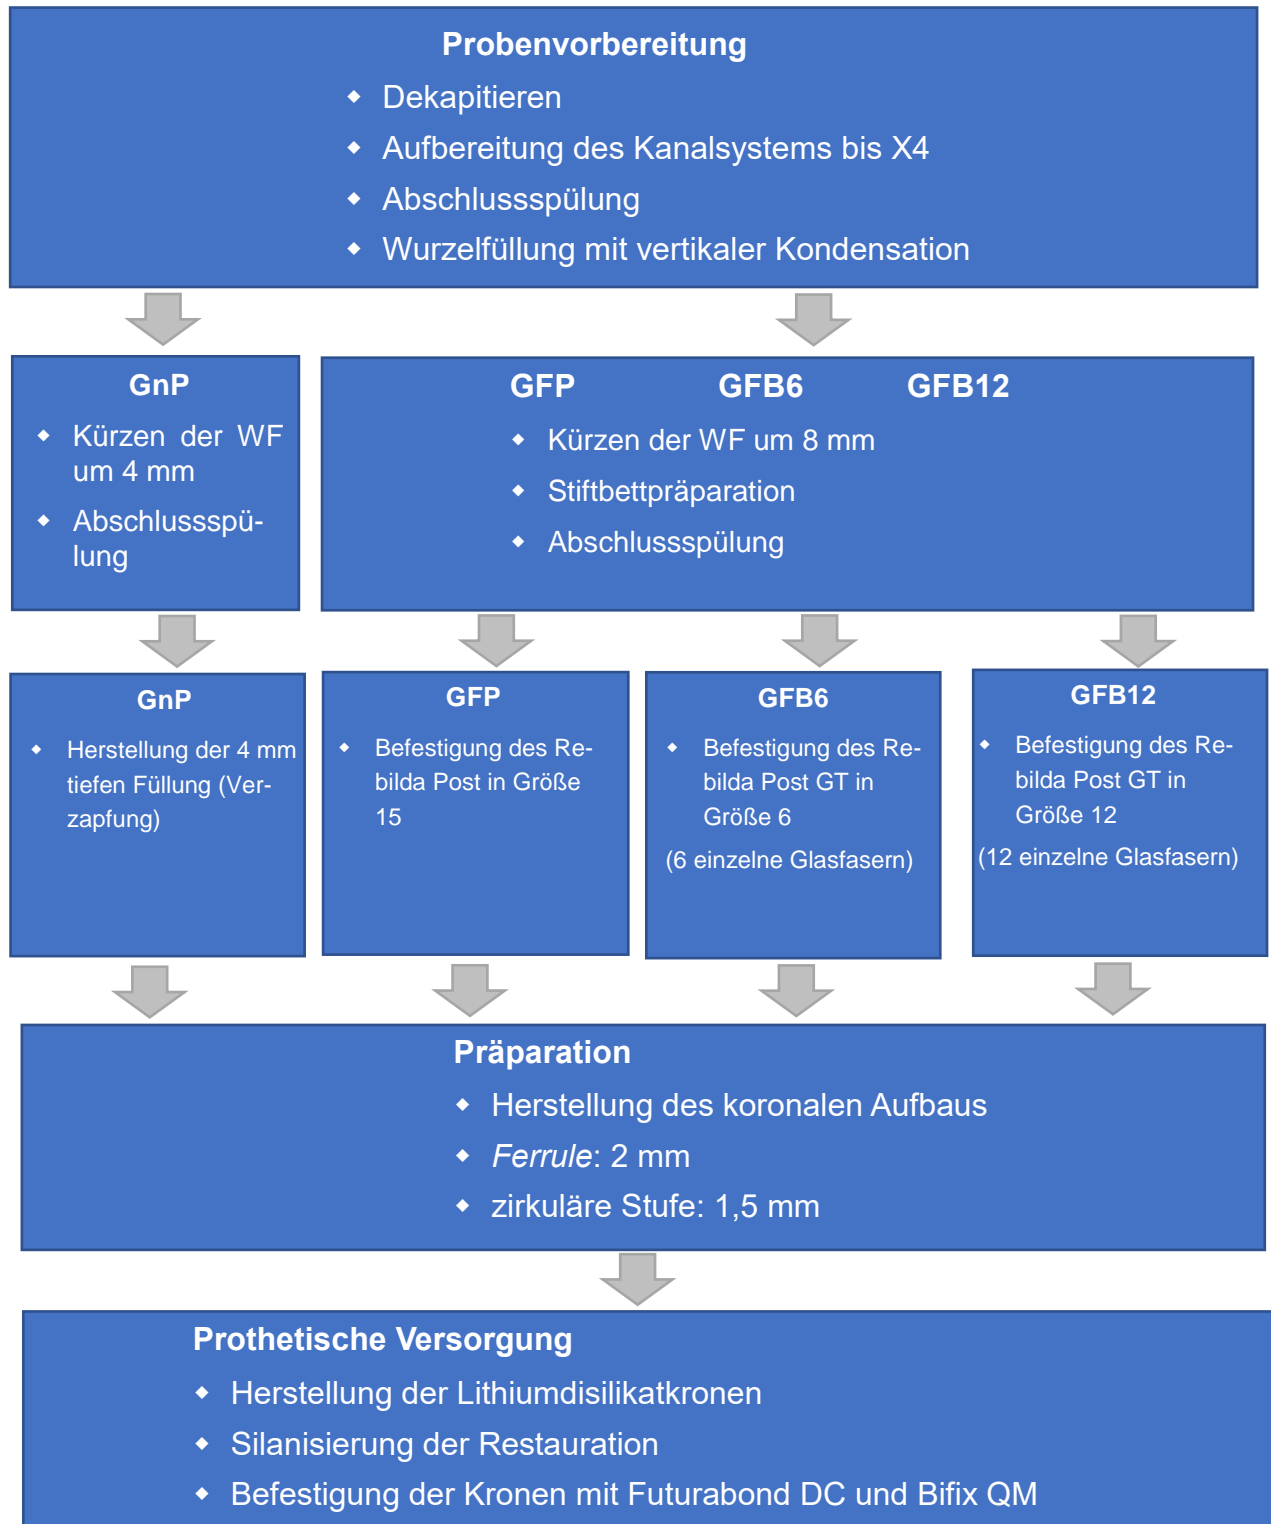 Probenvorbereitung
Dekapitieren
Aufbereitung des Kanalsystems bis X4
Abschlussspülung
Wurzelfüllung mit vertikaler Kondensation
GnP
Kürzen der WF
um 4 mm
Abschlussspü-
lung
GFP GFB6 GFB12
Kürzen der WF um 8 mm
Stiftbettpräparation
Abschlussspülung
GnP
Herstellung der 4 mm
tiefen Füllung (Ver-
zapfung)
GFP
Befestigung des Re-
bilda Post in Größe
15
GFB6
Befestigung des Re-
bilda Post GT in
Größe 6
(6 einzelne Glasfasern)
GFB12
Befestigung des Re-
bilda Post GT in
Größe 12
(12 einzelne Glasfasern)
Präparation
Herstellung des koronalen Aufbaus
Ferrule: 2 mm
zirkuläre Stufe: 1,5 mm
Prothetische Versorgung
Herstellung der Lithiumdisilikatkronen
Silanisierung der Restauration
Befestigung der Kronen mit Futurabond DC und Bifix QM